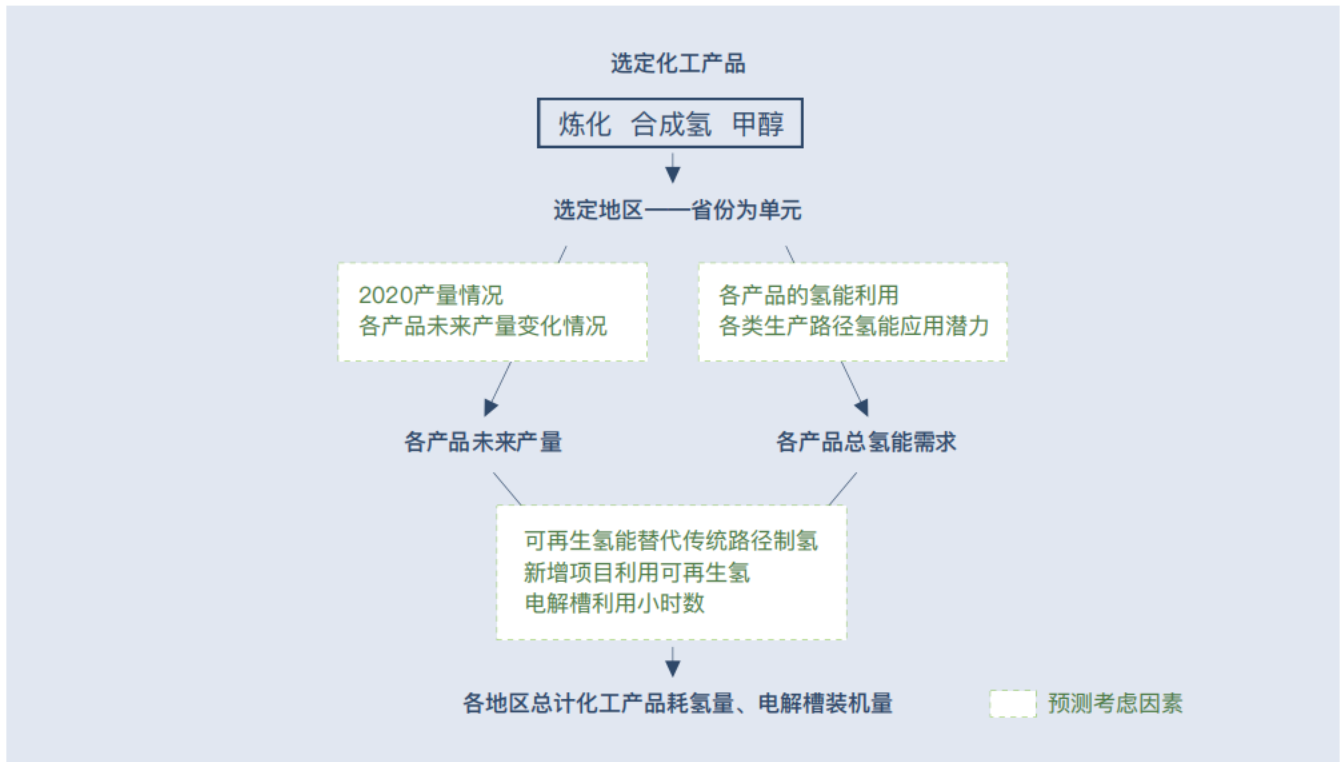 选定化工产品
炼化 合成氢 甲醇
选定地区——省份为单元
2020产量情况
各产品未来产量变化情况
各产品的氢能利用
各类生产路径氢能应用潜力
各产品未来产量
各产品总氢能需求
可再生氢能替代传统路径制氢
新增项目利用可再生氢
电解槽利用小时数
各地区总计化工产品耗氢量、电解槽装机量
预测考虑因素